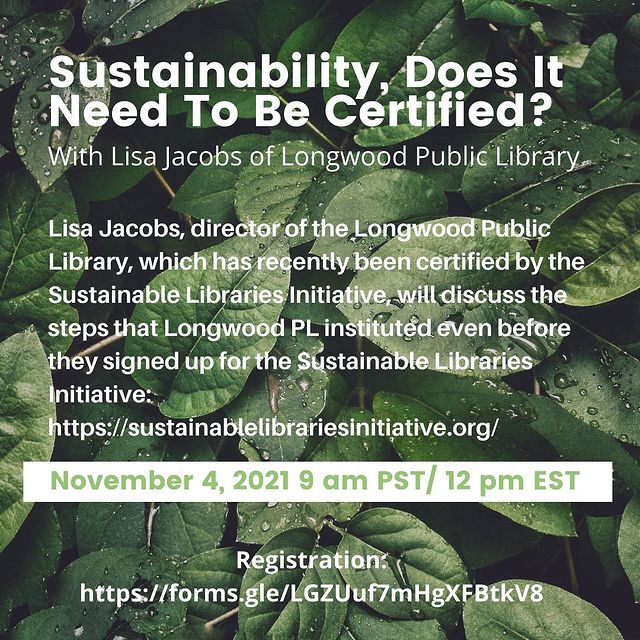 Sustainability, Does It
Need To Be Certified?
With Lisa Jacobs of Longwood Public Library
Lisa Jacobs, director of the Longwood Public
Library, which has recently been certified by the
Sustainable Libraries Initiative, will discuss the
steps that Longwood PL instituted even before
they signed up for the Sustainable Libraries
Initiative:
https://sustainablelibrariesinitiative.org/
November 4, 2021 9 am PST/ 12 pm EST
Registration:
https://forms.gle/LGZUuf7mHgXFBtkV8